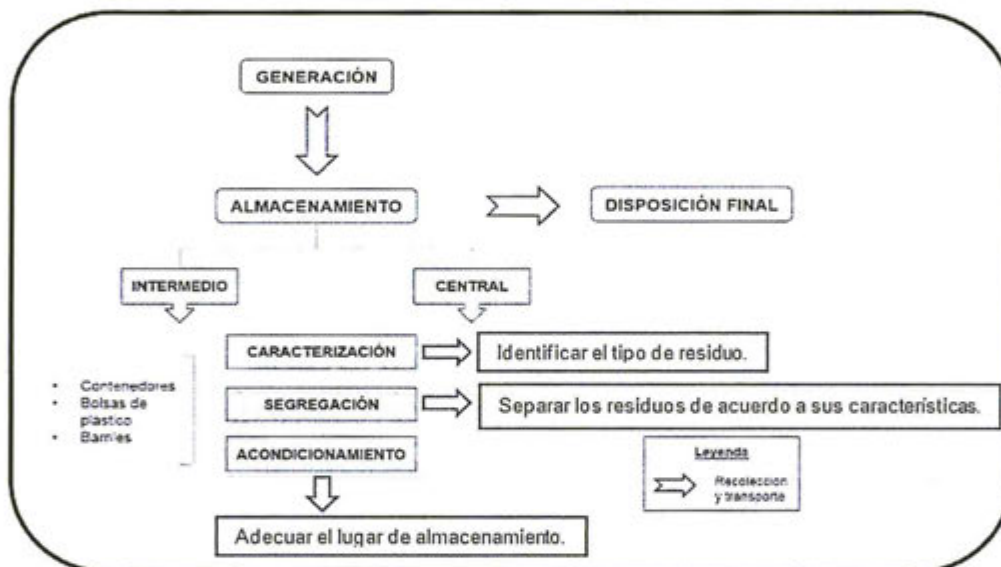 GENERACIÓN
ALMACENAMIENTO
DISPOSICIÓN FINAL
INTERMEDIO
CENTRAL
CARACTERIZACIÓN
Identificar el tipo de residuo.
• Contenedores
• Bolsas de
plástico
• Barriles
SEGREGACIÓN
Separar los residuos de acuerdo a sus características.
ACONDICIONAMIENTO
Leyenda
Recoleccion
y transporte
Adecuar el lugar de almacenamiento.